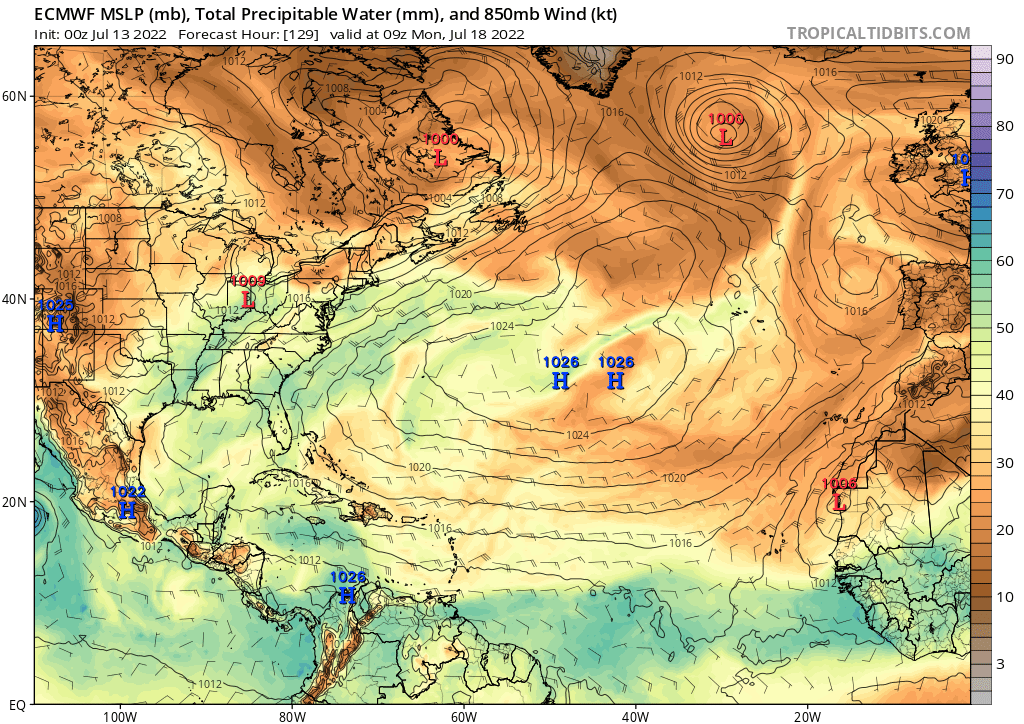 ECMWF MSLP (mb), Total Precipitable Water (mm), and 850mb Wind (kt)
Init: 00z Jul 13 2022 Forecast Hour: [129] valid at 09z Mon, Jul 18 2022 TROPICALTIDBITS.COM
1012 1008 1004 1012 1016 1016 90
60N 1000 L 1000 L 1020 80
1012 1004 1008 1012 70
1008 1012
1012 1009 L 1016 1020 60
40N 1025 H 1012 1012 1016 1024 1016 50
1026 H 1026 H
1012 1012 1012 40
1016 1024
1020 1020 30
20N 1022 H 1016 1006 L
1012 1016 1016 20
1012 1026 H 1012 10
1012 3
EQ
100W 80W 60W 40W 20W